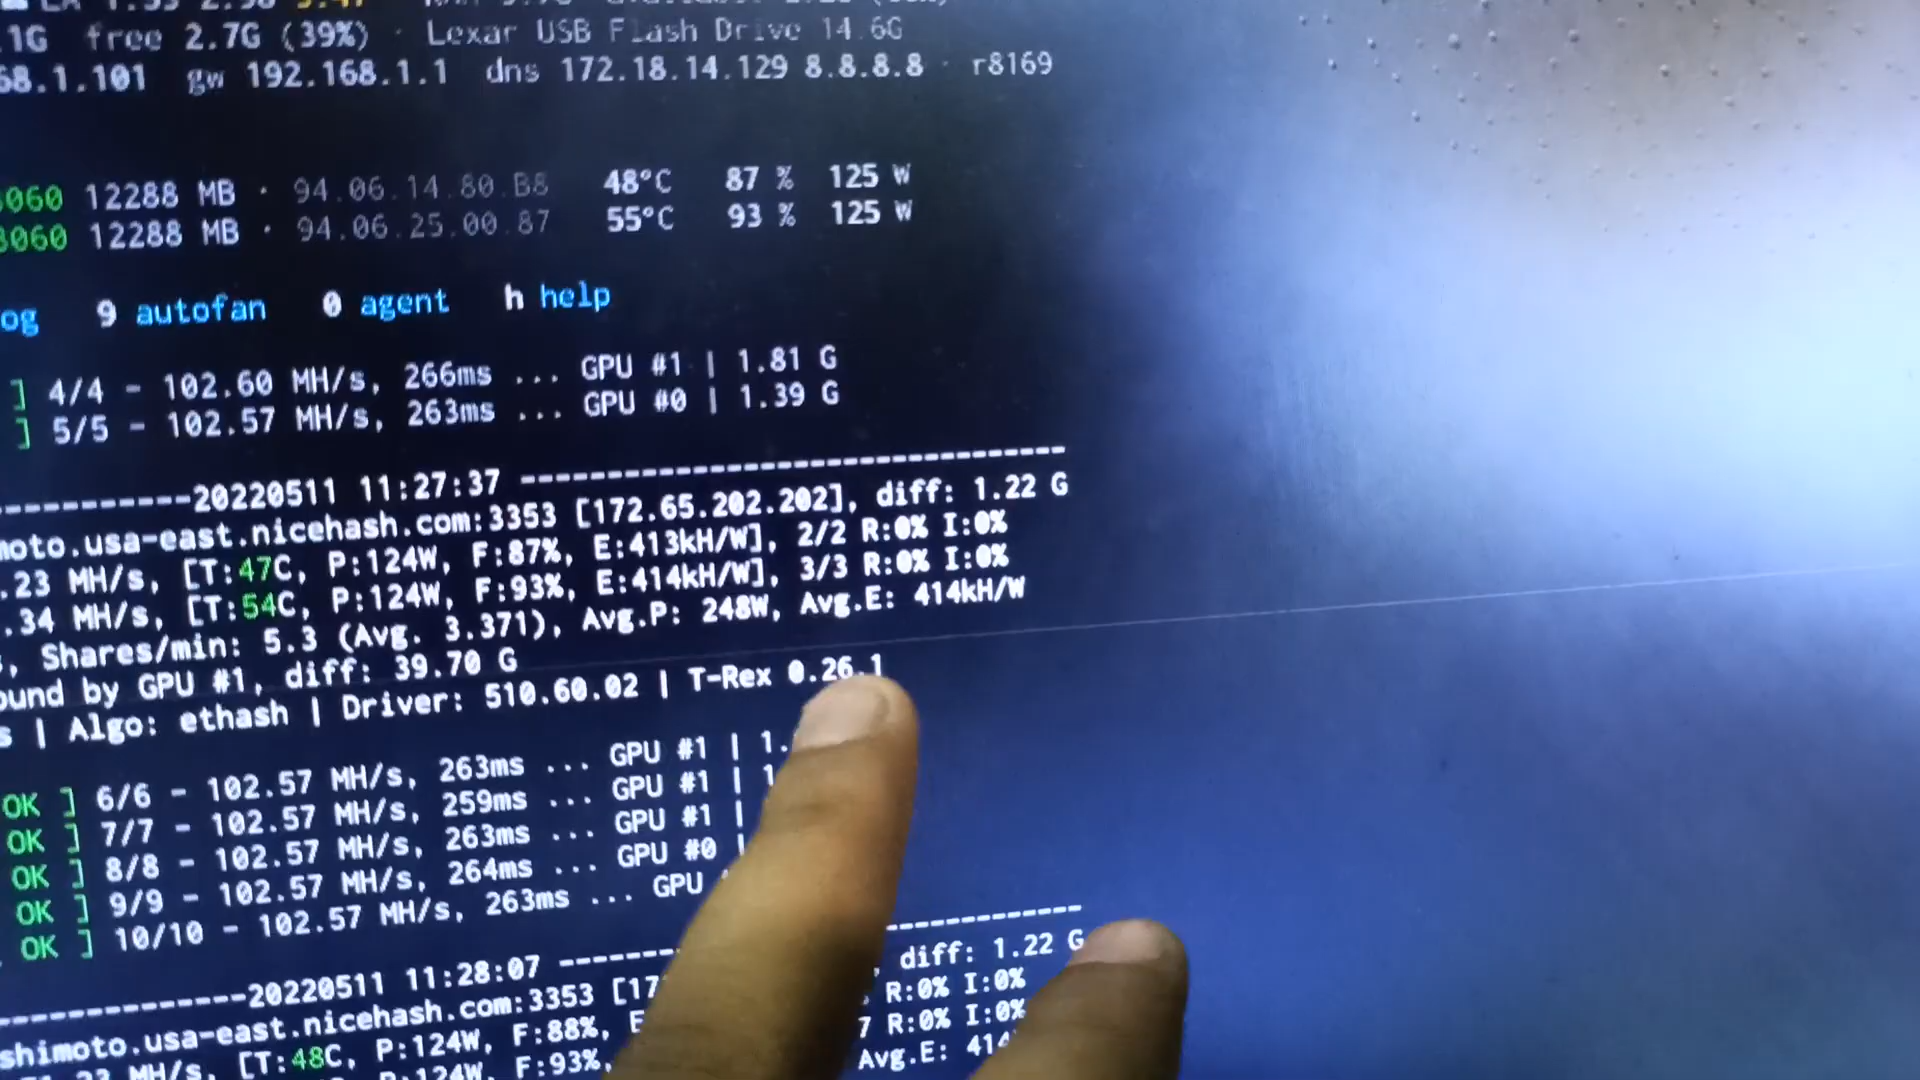 .1G free 2.7G (39%) · Lexar USB Flash Drive 14.6G
68.1.101 gw 192.168.1.1 dns 172.18.14.129 8.8.8.8 · r8169
3060 12288 MB · 94.06.14.80.B8 48°C 87 % 125 W
3060 12288 MB · 94.06.25.00.87 55°C 93 % 125 W
og 9 autofan 0 agent h help
] 4/4 - 102.60 MH/s, 266ms ... GPU #1 | 1.81 G
] 5/5 - 102.57 MH/s, 263ms ... GPU #0 | 1.39 G
-----------20220511 11:27:37 ------------------------------
moto.usa-east.nicehash.com:3353 [172.65.202.202], diff: 1.22 G
.23 MH/s, [T:47C, P:124W, F:87%, E:413kH/W], 2/2 R:0% I:0%
.34 MH/s, [T:54C, P:124W, F:93%, E:414kH/W], 3/3 R:0% I:0%
, Shares/min: 5.3 (Avg. 3.371), Avg.P: 248W, Avg.E: 414kH/W
ound by GPU #1, diff: 39.70 G
s | Algo: ethash | Driver: 510.60.02 | T-Rex 0.26.1
OK ] 6/6 - 102.57 MH/s, 263ms ... GPU #1 | 1.
OK ] 7/7 - 102.57 MH/s, 259ms ... GPU #1 | 1
OK ] 8/8 - 102.57 MH/s, 263ms ... GPU #1 |
OK ] 9/9 - 102.57 MH/s, 264ms ... GPU #0 |
OK ] 10/10 - 102.57 MH/s, 263ms ... GPU
-------------20220511 11:28:07 -------- --------------
shimoto.usa-east.nicehash.com:3353 [17 , diff: 1.22 G
.23 MH/s, [T:48C, P:124W, F:88%, E R:0% I:0%
P:124W, F:93%, 7 R:0% I:0%
Avg.E: 414